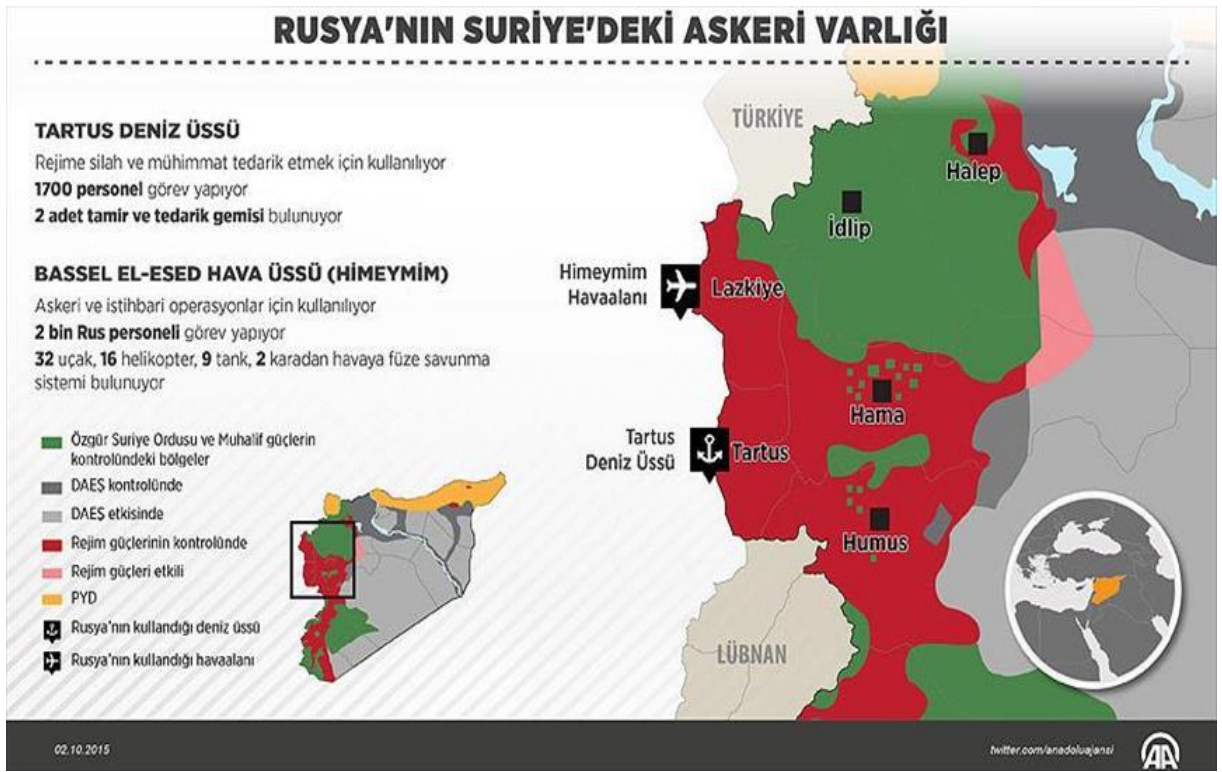 RUSYA'NIN SURİYE'DEKİ ASKERİ VARLIĞI
TARTUS DENİZ ÜSSÜ
Rejime silah ve mühimmat tedarik etmek için kullanılıyor
1700 personel görev yapıyor
2 adet tamir ve tedarik gemisi bulunuyor
BASSEL EL-ESED HAVA ÜSSÜ (HİMEYMİM)
Askeri ve istihbari operasyonlar için kullanılıyor
2 bin Rus personeli görev yapıyor
32 uçak, 16 helikopter, 9 tank, 2 karadan havaya füze savunma
sistemi bulunuyor
Özgür Suriye Ordusu ve Muhalif güçlerin
kontrolündeki bölgeler
DAEŞ kontrolünde
DAEŞ etkisinde
Rejim güçlerinin kontrolünde
Rejim güçleri etkili
PYD
Rusya'nın kullandığı deniz üssü
Rusya'nın kullandığı havaalanı
TÜRKİYE
Halep
İdlip
Himeymim
Havaalanı
Lazkiye
Hama
Tartus
Deniz Üssü
Tartus
Humus
LÜBNAN
02.10.2015
twitter.com/anadoluajansi
AA